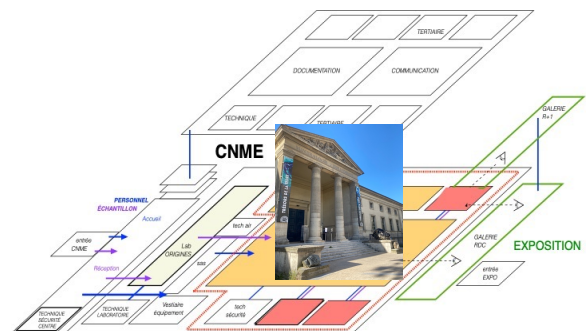 TERTIAIRE
DOCUMENTATION
COMMUNICATION
TECHNIQUE
TERTIAIRE
GALERIE
R+1
CNME
PERSONNEL
ÉCHANTILLON
Accueil
entrée
CNME
Lab
ORIGINES
tech air
sas
Réception
GALERIE
RDC
EXPOSITION
entrée
EXPO
TECHNIQUE
SÉCURITÉ
CENTRE
TECHNIQUE
LABORATOIRE
Vestiaire
équipement
tech
sécurité